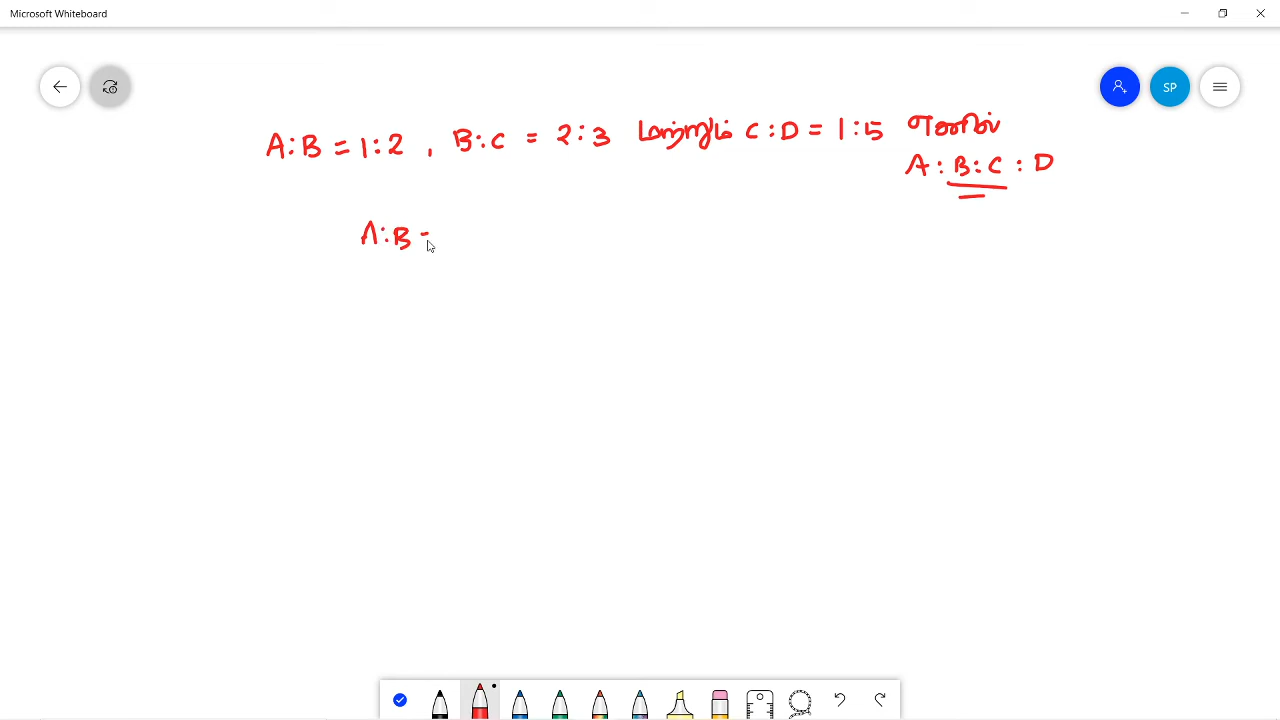 Microsoft Whiteboard
SP
A:B = 1:2 , B:C = 2:3 மற்றும் C:D = 1:5 எனில்
A:B:C:D
A:B =